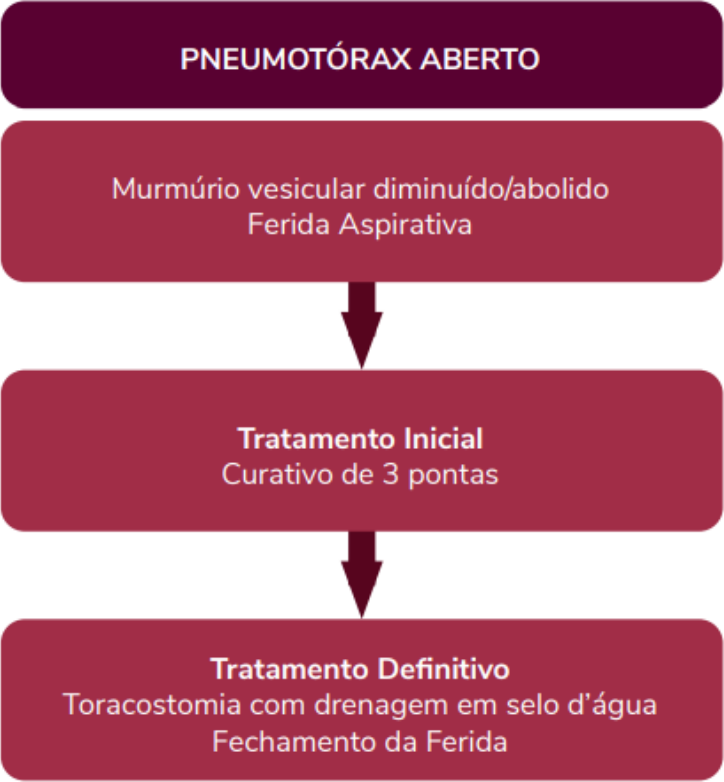 PNEUMOTÓRAX ABERTO
Murmúrio vesicular diminuído/abolido
Ferida Aspirativa
Tratamento Inicial
Curativo de 3 pontas
Tratamento Definitivo
Toracostomia com drenagem em selo d’água
Fechamento da Ferida